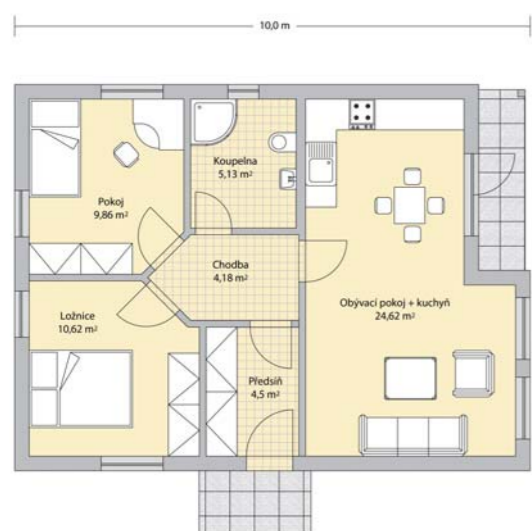 10,0 m
Koupelna
5,13 m²
Pokoj
9,86 m²
Chodba
4,18 m²
Obývací pokoj + kuchyň
24,62 m²
Ložnice
10,62 m²
Předsíň
4,5 m²